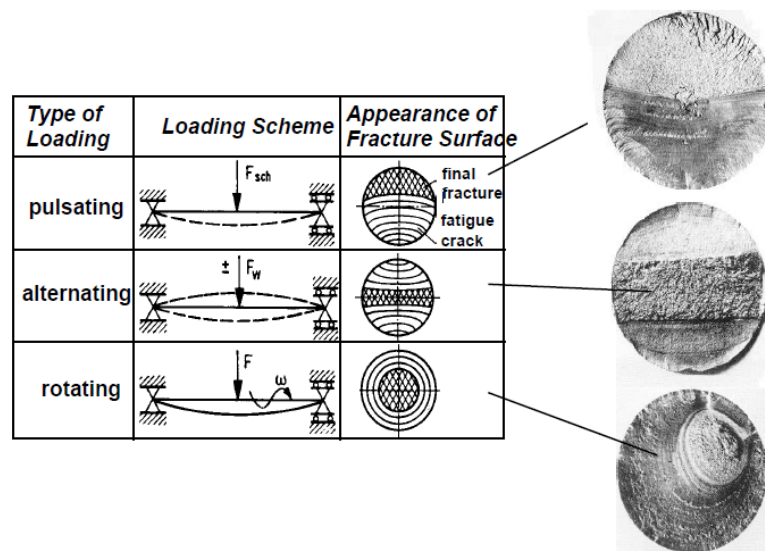 Type of
Loading
Loading Scheme
Appearance of
Fracture Surface
pulsating
F sch
final
fracture
fatigue
crack
alternating
± F w
rotating
F
ω